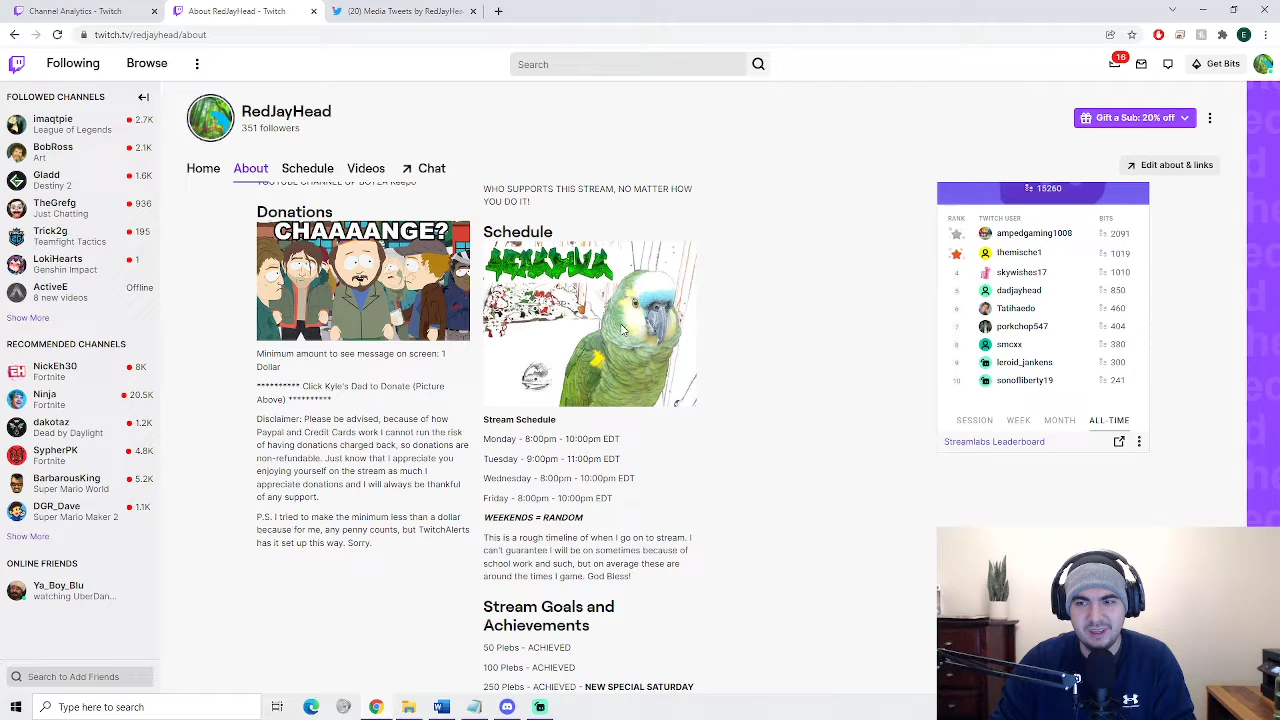 Channel Analytics - Twitch
About RedJayHead - Twitch
(20) Media Tweets by RedJayHe
twitch.tv/redjayhead/about
E
Following
Browse
Search
16
Get Bits
FOLLOWED CHANNELS
imaqtpie
2.7K
League of Legends
BobRoss
2.1K
Art
Gladd
1.6K
Destiny 2
TheGrefg
936
Just Chatting
Trick2g
195
Teamfight Tactics
LokiHearts
1
Genshin Impact
ActiveE
Offline
8 new videos
Show More
RECOMMENDED CHANNELS
NickEh30
8K
Fortnite
Ninja
20.5K
Fortnite
dakotaz
1.2K
Dead by Daylight
SypherPK
4.8K
Fortnite
BarbarousKing
5.2K
Super Mario World
DGR_Dave
1.1K
Super Mario Maker 2
Show More
ONLINE FRIENDS
Ya_Boy_Blu
watching UberDan...
Search to Add Friends
RedJayHead
351 followers
Gift a Sub: 20% off
Home
About
Schedule
Videos
Chat
Edit about & links
Donations
CHAAAANGE?
Minimum amount to see message on screen: 1
Dollar
********** Click Kyle's Dad to Donate (Picture
Above) **********
Disclaimer: Please be advised, because of how
Paypal and Credit Cards work I cannot run the risk
of having donations charged back, so donations are
non-refundable. Just know that I appreciate you
enjoying yourself on the stream as much I
appreciate donations and I will always be thankful
of any support.
P.S. I tried to make the minimum less than a dollar
because for me, any penny counts, but TwitchAlerts
has it set up this way. Sorry.
WHO SUPPORTS THIS STREAM, NO MATTER HOW
YOU DO IT!
Schedule
Stream Schedule
Monday - 8:00pm - 10:00pm EDT
Tuesday - 9:00pm - 11:00pm EDT
Wednesday - 8:00pm - 10:00pm EDT
Friday - 8:00pm - 10:00pm EDT
WEEKENDS = RANDOM
This is a rough timeline of when I go on to stream. I
can't guarantee I will be on sometimes because of
school work and such, but on average these are
around the times I game. God Bless!
Stream Goals and
Achievements
50 Plebs - ACHIEVED
100 Plebs - ACHIEVED
250 Plebs - ACHIEVED - NEW SPECIAL SATURDAY
15260
RANK TWITCH USER BITS
ampedgaming1008 2091
themische1 1019
4 skywishes17 1010
5 dadjayhead 850
6 Tatihaedo 460
7 porkchop547 404
8 smcxx 380
9 leroid_jankens 300
10 sonofliberty19 241
SESSION WEEK MONTH ALL-TIME
Streamlabs Leaderboard
Type here to search